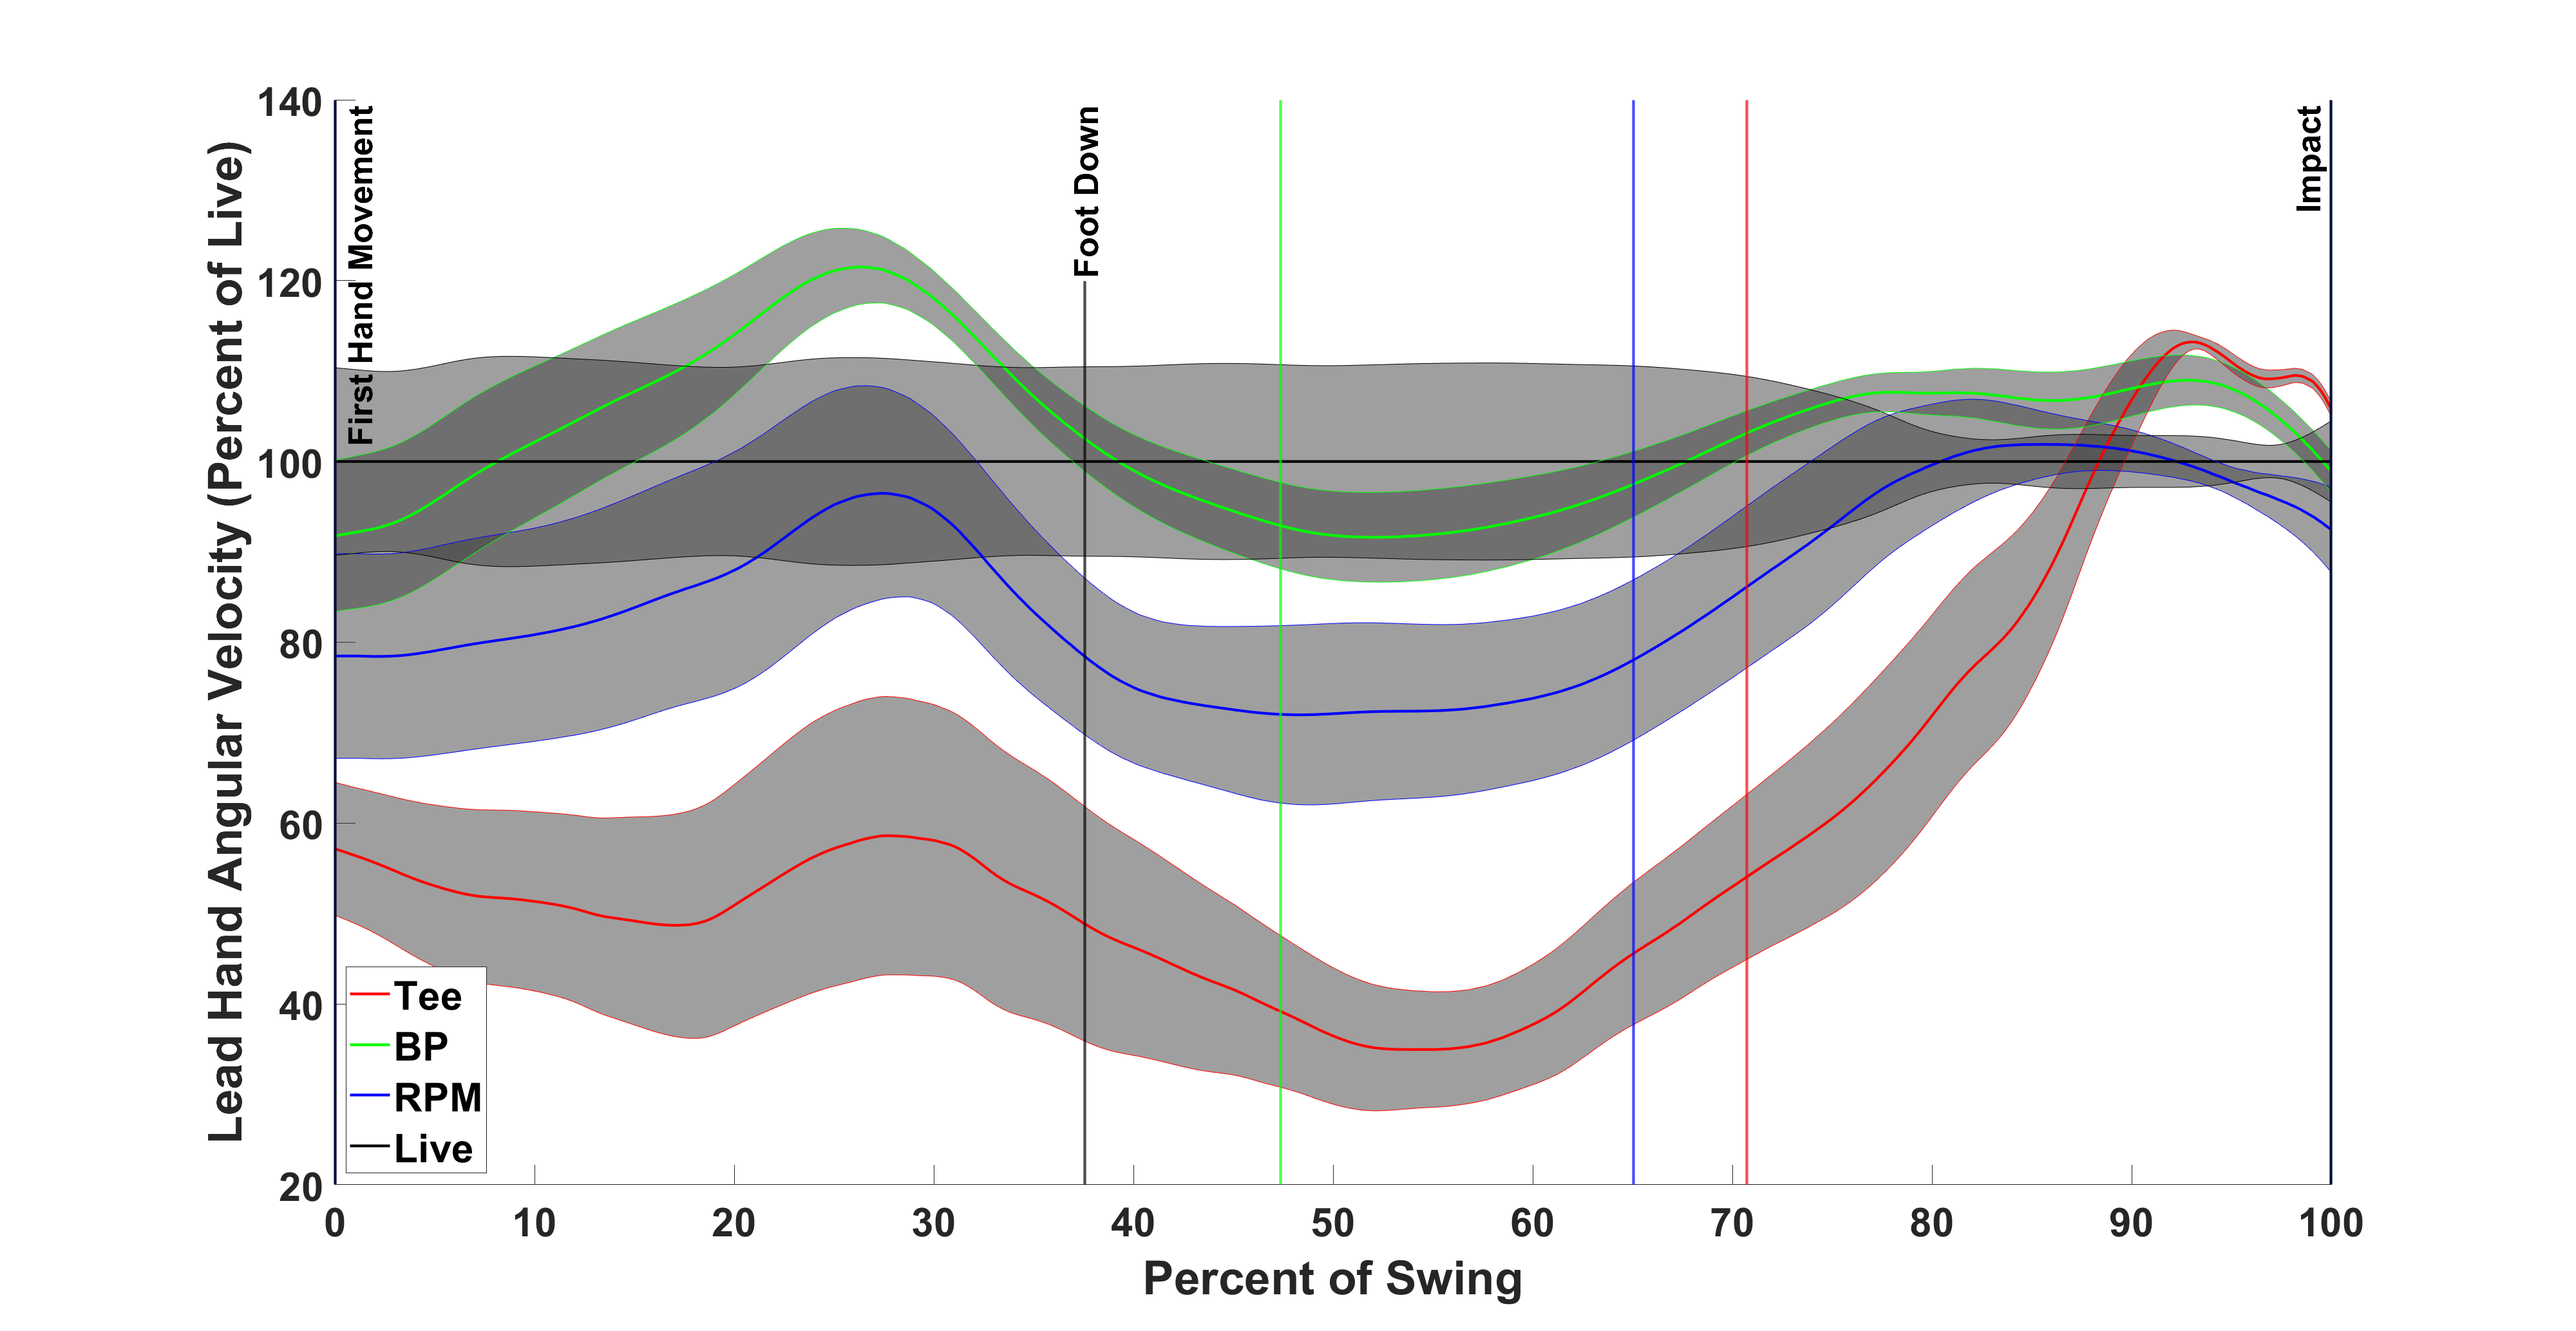 Lead Hand Angular Velocity (Percent of Live)
140
120
100
80
60
40
20
First Hand Movement
Foot Down
Impact
Tee
BP
RPM
Live
0 10 20 30 40 50 60 70 80 90 100
Percent of Swing